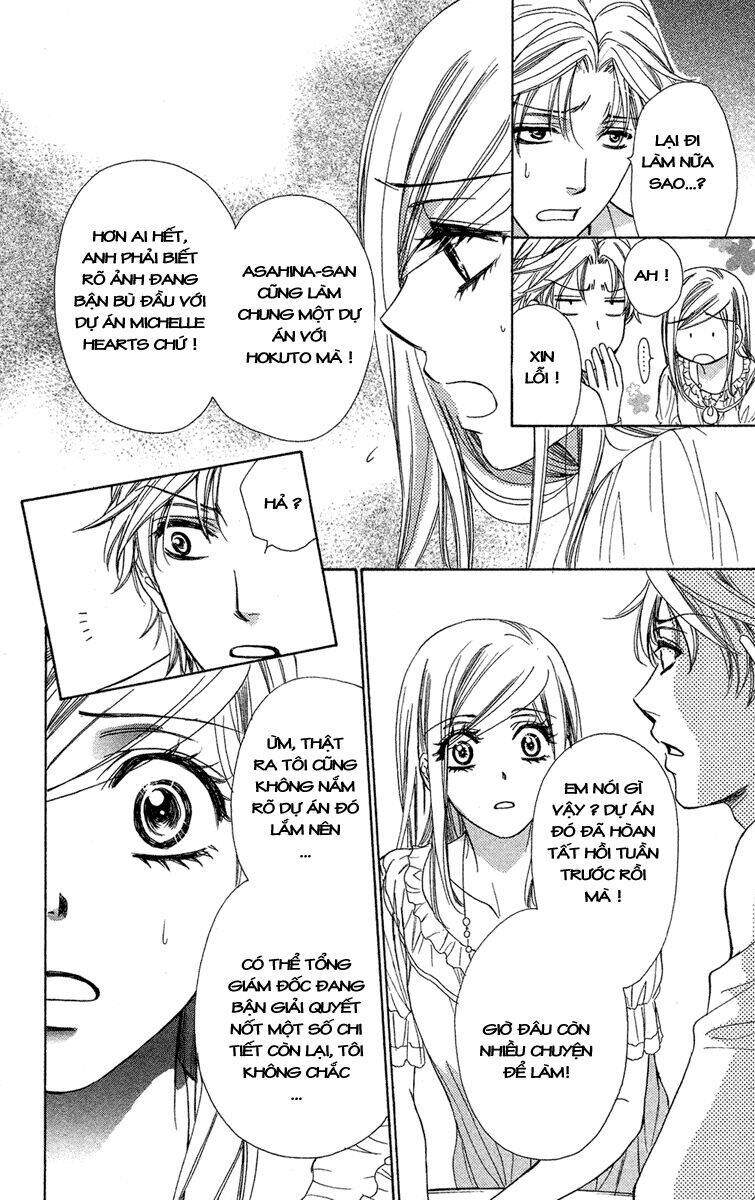 LẠI ĐI
LÀM NỮA
SAO...?
AH !
XIN
LỖI !
......
ASAHINA-SAN
CŨNG LÀM
CHUNG MỘT DỰ
ÁN VỚI
HOKUTO MÀ !
HƠN AI HẾT,
ANH PHẢI BIẾT
RÕ ẢNH ĐANG
BẬN BÙ ĐẦU VỚI
DỰ ÁN MICHELLE
HEARTS CHỨ !
HẢ ?
EM NÓI GÌ
VẬY ? DỰ ÁN
ĐÓ ĐÃ HÒAN
TẤT HỒI TUẦN
TRƯỚC RỒI
MÀ !
GIỜ ĐÂU CÒN
NHIỀU CHUYỆN
ĐỂ LÀM!
ỪM, THẬT
RA TÔI CŨNG
KHÔNG NẮM
RÕ DỰ ÁN ĐÓ
LẮM NÊN
...
CÓ THỂ TỔNG
GIÁM ĐỐC ĐANG
BẬN GIẢI QUYẾT
NỐT MỘT SỐ CHI
TIẾT CÒN LẠI, TÔI
KHÔNG CHẮC
...